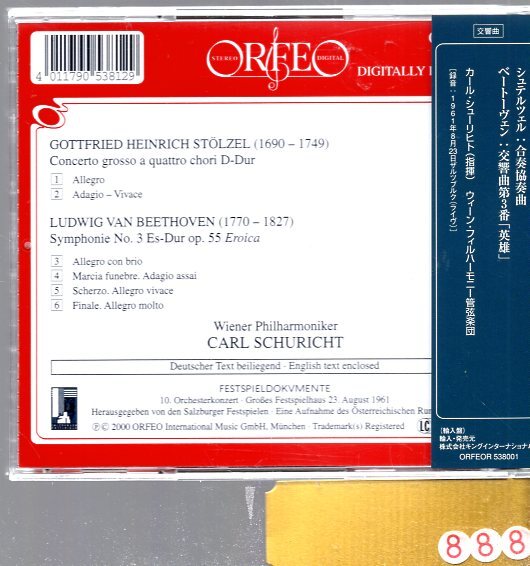 4 011790 538129
ORFEO
STEREO DIGITAL
DIGITALLY
GOTTFRIED HEINRICH STÖLZEL (1690 – 1749)
Concerto grosso a quattro chori D-Dur
1 Allegro
2 Adagio – Vivace
LUDWIG VAN BEETHOVEN (1770 – 1827)
Symphonie No. 3 Es-Dur op. 55 Eroica
3 Allegro con brio
4 Marcia funebre. Adagio assai
5 Scherzo. Allegro vivace
6 Finale. Allegro molto
Wiener Philharmoniker
CARL SCHURICHT
Deutscher Text beiliegend · English text enclosed
FESTSPIELDOKVMENTE
10. Orchesterkonzert · Großes Festspielhaus 23. August 1961
Herausgegeben von den Salzburger Festspielen · Eine Aufnahme des Österreichischen Run
℗© 2000 ORFEO International Music GmbH, München · Trademark(s) Registered
LC
交響曲
シュテルツェル:合奏協奏曲
ベートーヴェン:交響曲第3番「英雄」
カール・シューリヒト(指揮) ウィーン・フィルハーモニー管弦楽団
[録音:1961年8月23日ザルツブルク(ライヴ)]
(輸入盤)
輸入・発売元
株式会社キングインターナショナル
ORFEOR 538001
888